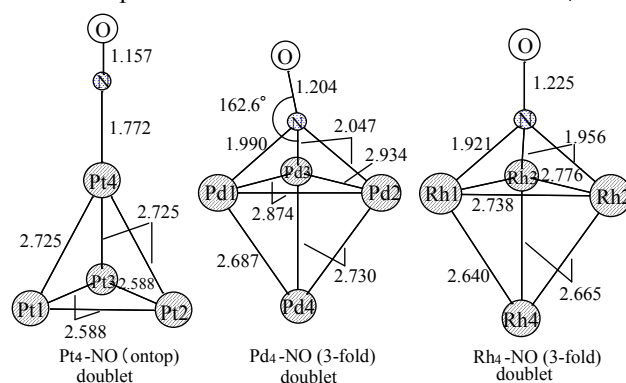 O
1.157
N
1.772
Pt4
2.725
2.725
Pt3
2.588
Pt1
Pt2
2.588
Pt4-NO (ontop)
doublet
O
1.204
162.6°
N
1.990
2.047
Pd3
2.934
Pd1
Pd2
2.874
2.687
2.730
Pd4
Pd4-NO (3-fold)
doublet
O
1.225
N
1.921
1.956
Rh3
2.776
Rh1
Rh2
2.738
2.640
2.665
Rh4
Rh4-NO (3-fold)
doublet